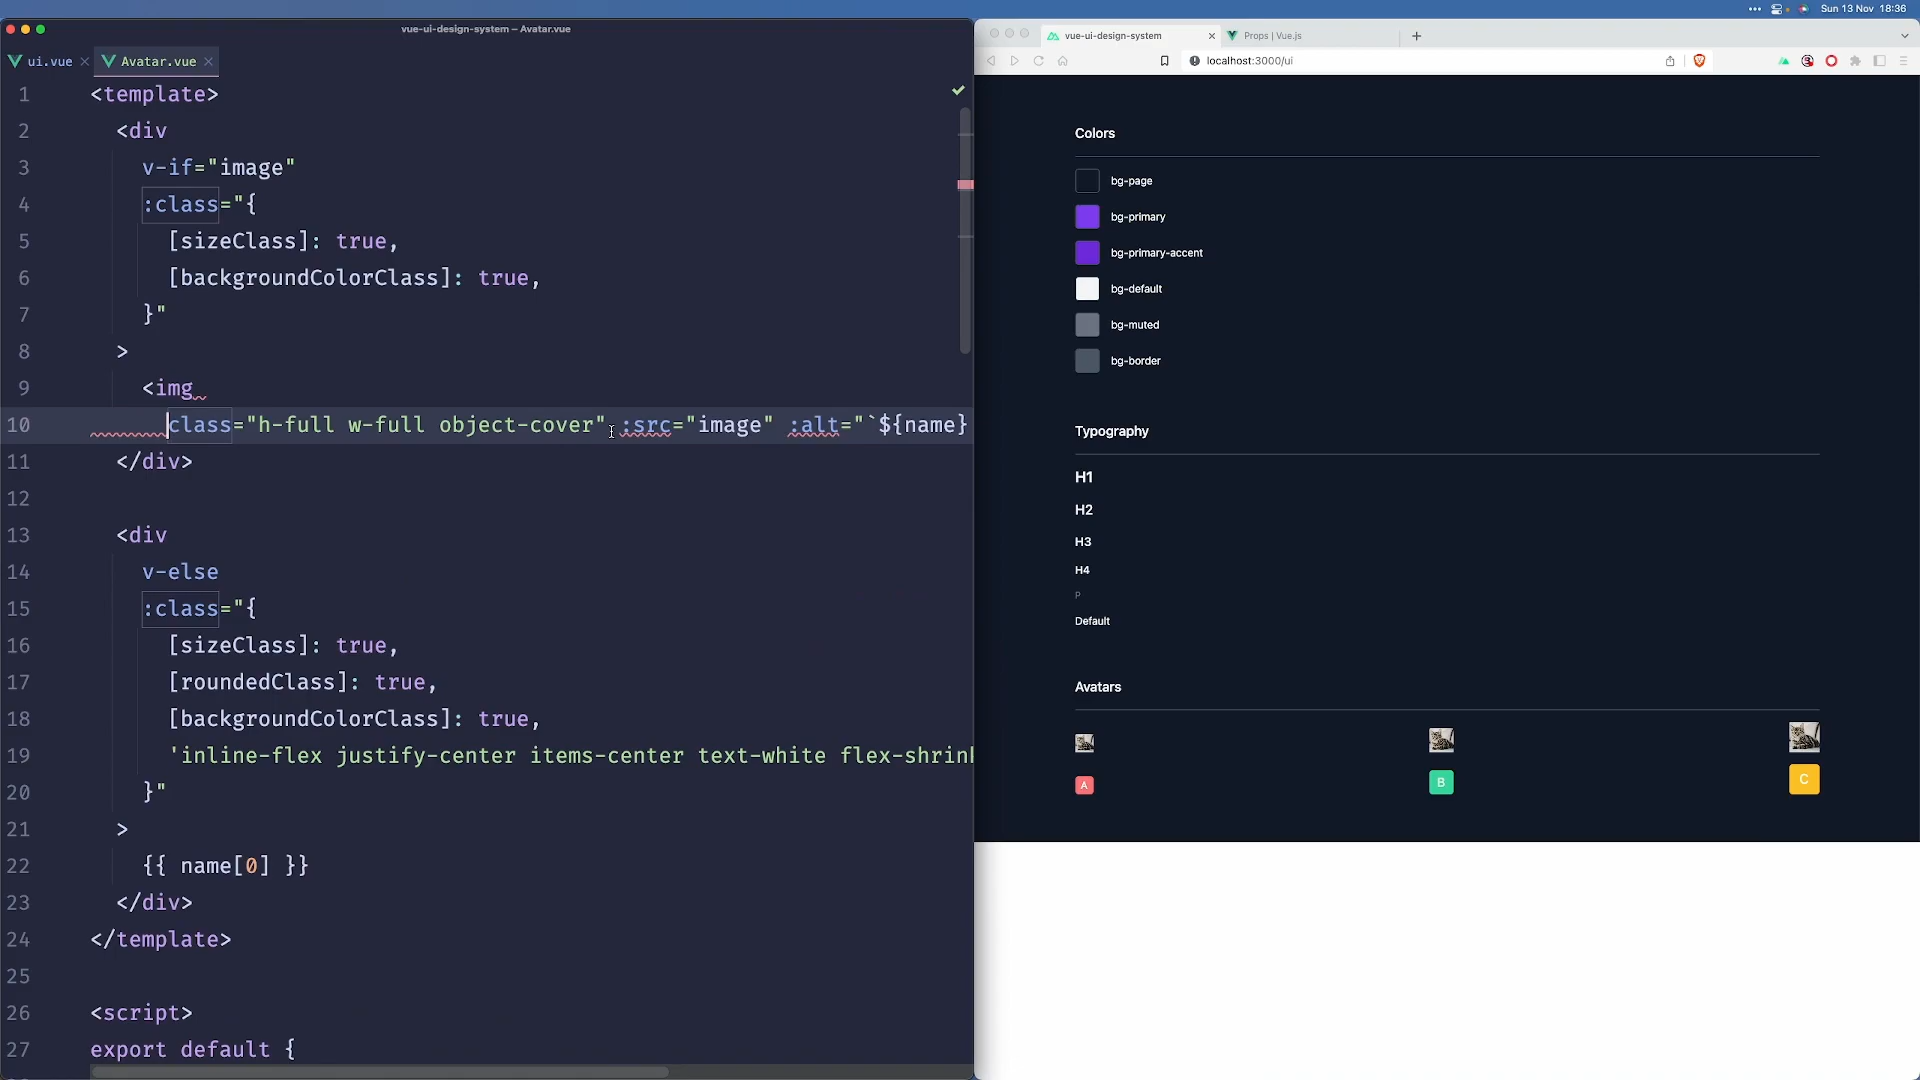 Sun 13 Nov 18:36
vue-ui-design-system – Avatar.vue
ui.vue
Avatar.vue
1 <template>
2 <div
3 v-if="image"
4 :class="{
5 [sizeClass]: true,
6 [backgroundColorClass]: true,
7 }"
8 >
9 <img
10 class="h-full w-full object-cover" :src="image" :alt="`${name}
11 </div>
12
13 <div
14 v-else
15 :class="{
16 [sizeClass]: true,
17 [roundedClass]: true,
18 [backgroundColorClass]: true,
19 'inline-flex justify-center items-center text-white flex-shrin
20 }"
21 >
22 {{ name[0] }}
23 </div>
24 </template>
25
26 <script>
27 export default {
vue-ui-design-system
Props | Vue.js
localhost:3000/ui
Colors
bg-page
bg-primary
bg-primary-accent
bg-default
bg-muted
bg-border
Typography
H1
H2
H3
H4
P
Default
Avatars
A
B
C